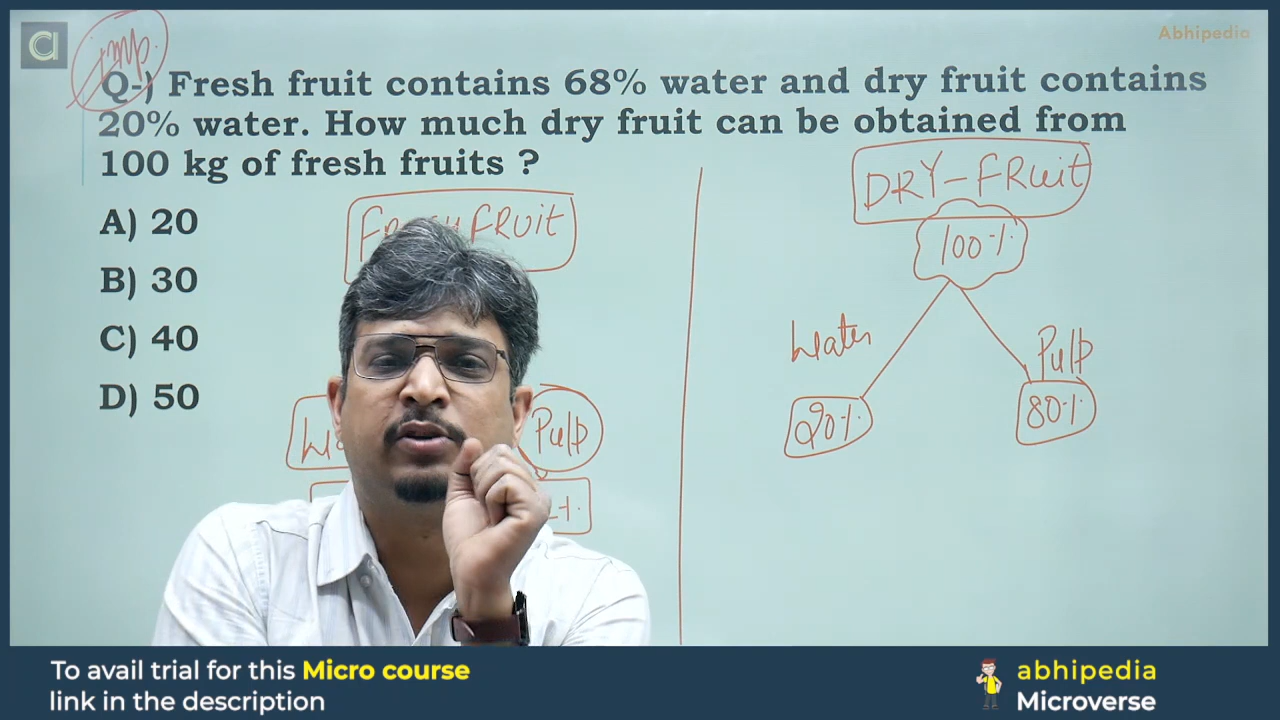 Abhipedia
Imp.
Q-) Fresh fruit contains 68% water and dry fruit contains
20% water. How much dry fruit can be obtained from
100 kg of fresh fruits ?
A) 20
B) 30
C) 40
D) 50
FRUIT
DRY-FRUIT
100%
Water
Pulp
20%
80%
Pulp
To avail trial for this Micro course
link in the description
abhipedia
Microverse